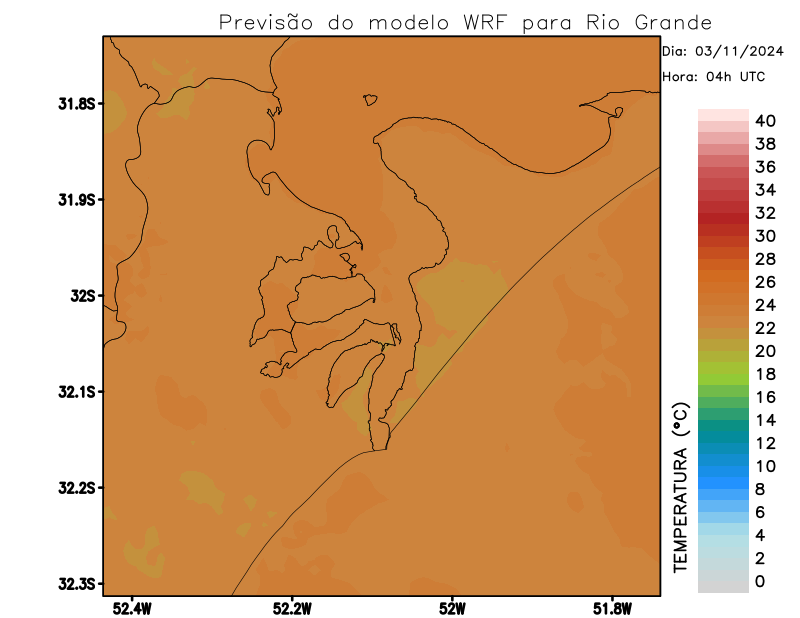 Previsão do modelo WRF para Rio Grande
Dia: 03/11/2024
Hora: 04h UTC
31.8S
31.9S
32S
32.1S
32.2S
32.3S
52.4W
52.2W
52W
51.8W
TEMPERATURA (°C)
40
38
36
34
32
30
28
26
24
22
20
18
16
14
12
10
8
6
4
2
0